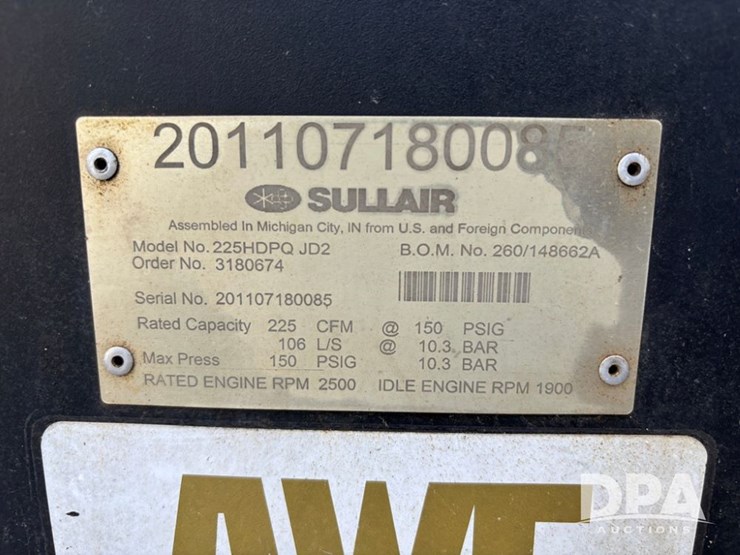 201107180085
SULLAIR
Assembled In Michigan City, IN from U.S. and Foreign Components
Model No. 225HDPQ JD2 B.O.M. No. 260/148662A
Order No. 3180674
Serial No. 201107180085
Rated Capacity 225 CFM @ 150 PSIG
106 L/S @ 10.3 BAR
Max Press 150 PSIG 10.3 BAR
RATED ENGINE RPM 2500 IDLE ENGINE RPM 1900
DPA
AUCTIONS